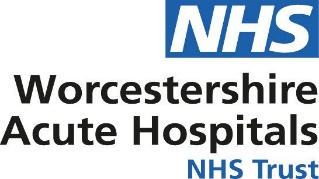 NHS
Worcestershire
Acute Hospitals
NHS Trust